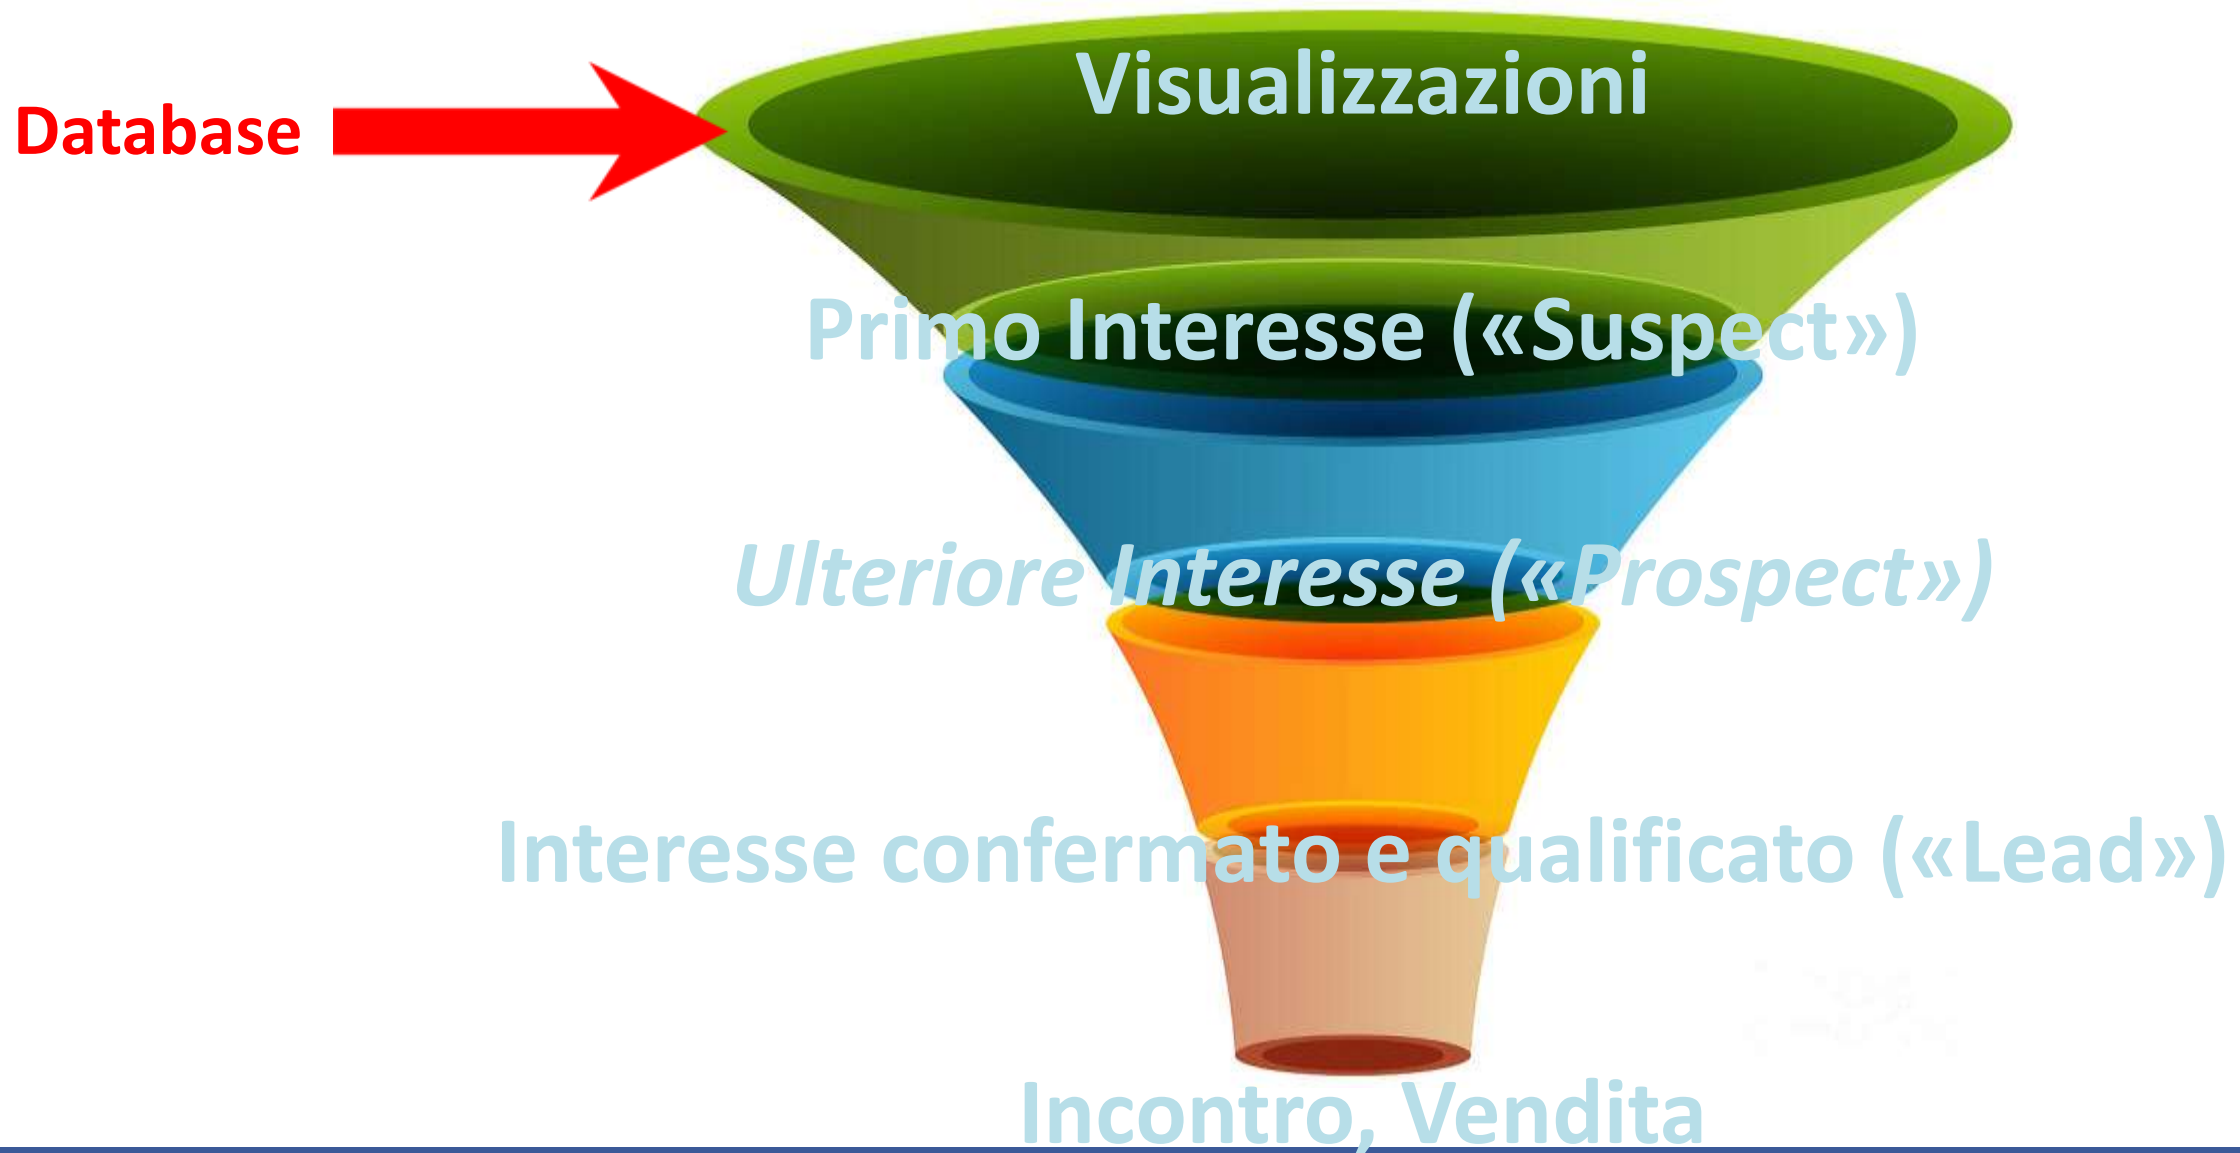 Visualizzazioni
Database
Primo Interesse («Suspect»)
Ulteriore Interesse («Prospect»)
Interesse confermato e qualificato («Lead»)
Incontro, Vendita